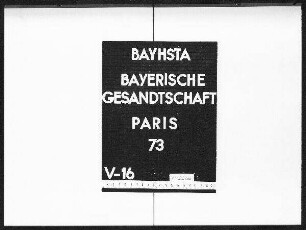 BAYHSTA
BAYERISCHE
GESANDTSCHAFT
PARIS
73
V-16